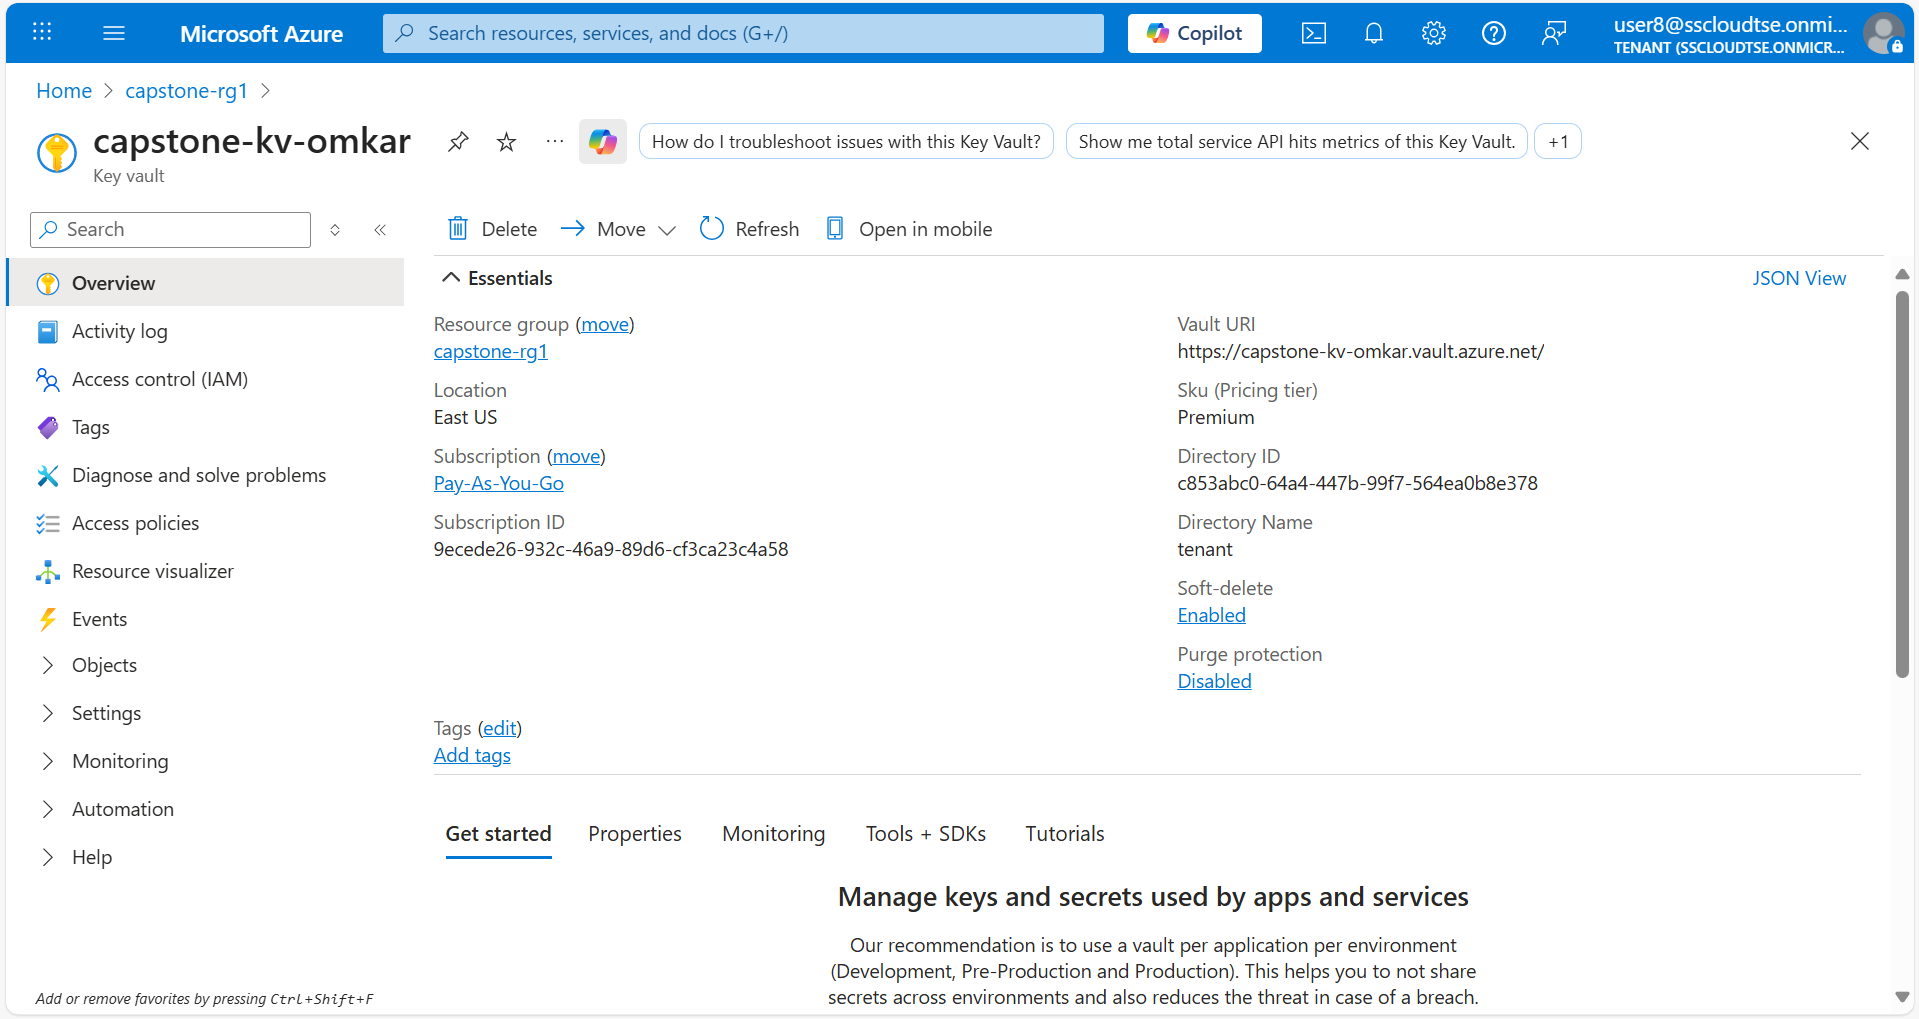 Microsoft Azure
Search resources, services, and docs (G+/)
Copilot
user8@sscloudtse.onmi...
TENANT (SSCLOUDTSE.ONMICR...
Home > capstone-rg1 >
capstone-kv-omkar
Key vault
How do I troubleshoot issues with this Key Vault?
Show me total service API hits metrics of this Key Vault.
+1
Search
Delete
Move
Refresh
Open in mobile
Overview
Activity log
Access control (IAM)
Tags
Diagnose and solve problems
Access policies
Resource visualizer
Events
Objects
Settings
Monitoring
Automation
Help
Add or remove favorites by pressing Ctrl+Shift+F
Essentials
JSON View
Resource group (move)
capstone-rg1
Location
East US
Subscription (move)
Pay-As-You-Go
Subscription ID
9ecede26-932c-46a9-89d6-cf3ca23c4a58
Vault URI
https://capstone-kv-omkar.vault.azure.net/
Sku (Pricing tier)
Premium
Directory ID
c853abc0-64a4-447b-99f7-564ea0b8e378
Directory Name
tenant
Soft-delete
Enabled
Purge protection
Disabled
Tags (edit)
Add tags
Get started
Properties
Monitoring
Tools + SDKs
Tutorials
Manage keys and secrets used by apps and services
Our recommendation is to use a vault per application per environment
(Development, Pre-Production and Production). This helps you to not share
secrets across environments and also reduces the threat in case of a breach.